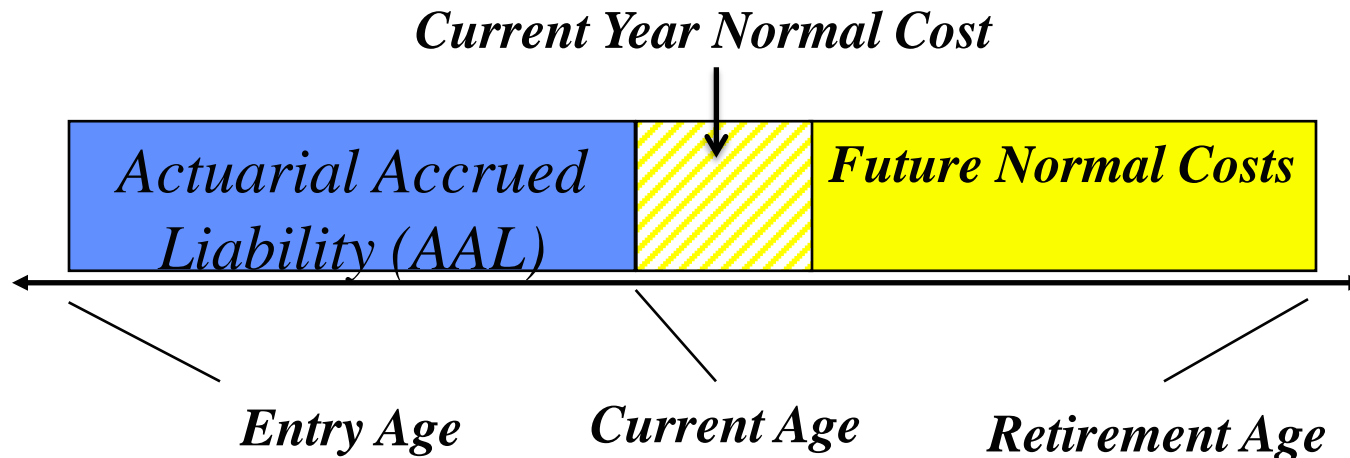 Current Year Normal Cost
Actuarial Accrued
Liability (AAL)
Future Normal Costs
Entry Age
Current Age
Retirement Age